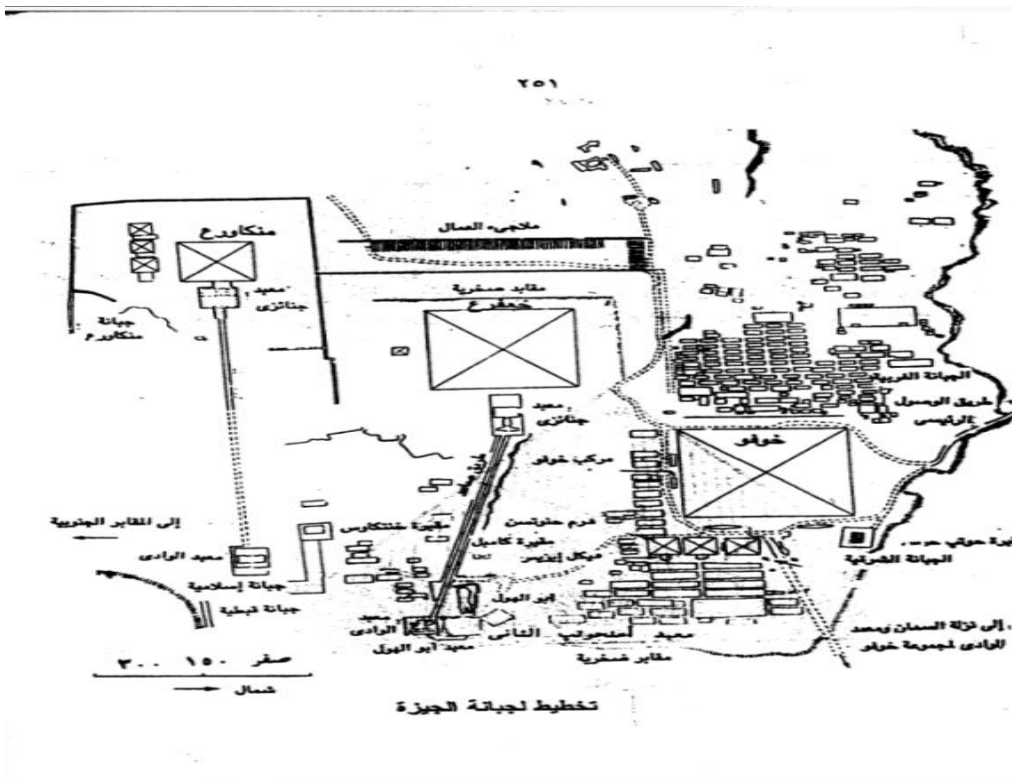 ٢٥١
منكاورع
ملاجىء العمال
معبد
جنائزى
مقابر صخرية
خفرع
جبانة
منكاورع
الجبانة الغربية
طريق الوصول
الرئيسى
معبد
جنائزى
خوفو
مركب خوفو
إلى المقابر الجنوبية
مقبرة خنتكاوس
هرم حنوتسن
مقبرة كامبل
هيكل إيزيس
الجبانة الشرقية
معبد الوادى
جبانة إسلامية
جبانة قبطية
ابو الهول
معبد
الوادى
معبد أبو الهول
معبد أمنحوتب الثانى
مقابر صخرية
إلى نزلة السمان ومعبد
الوادى لمجموعة خوفو
صفر ١٥٠ ٣٠٠
شمال
تخطيط لجبانة الجيزة